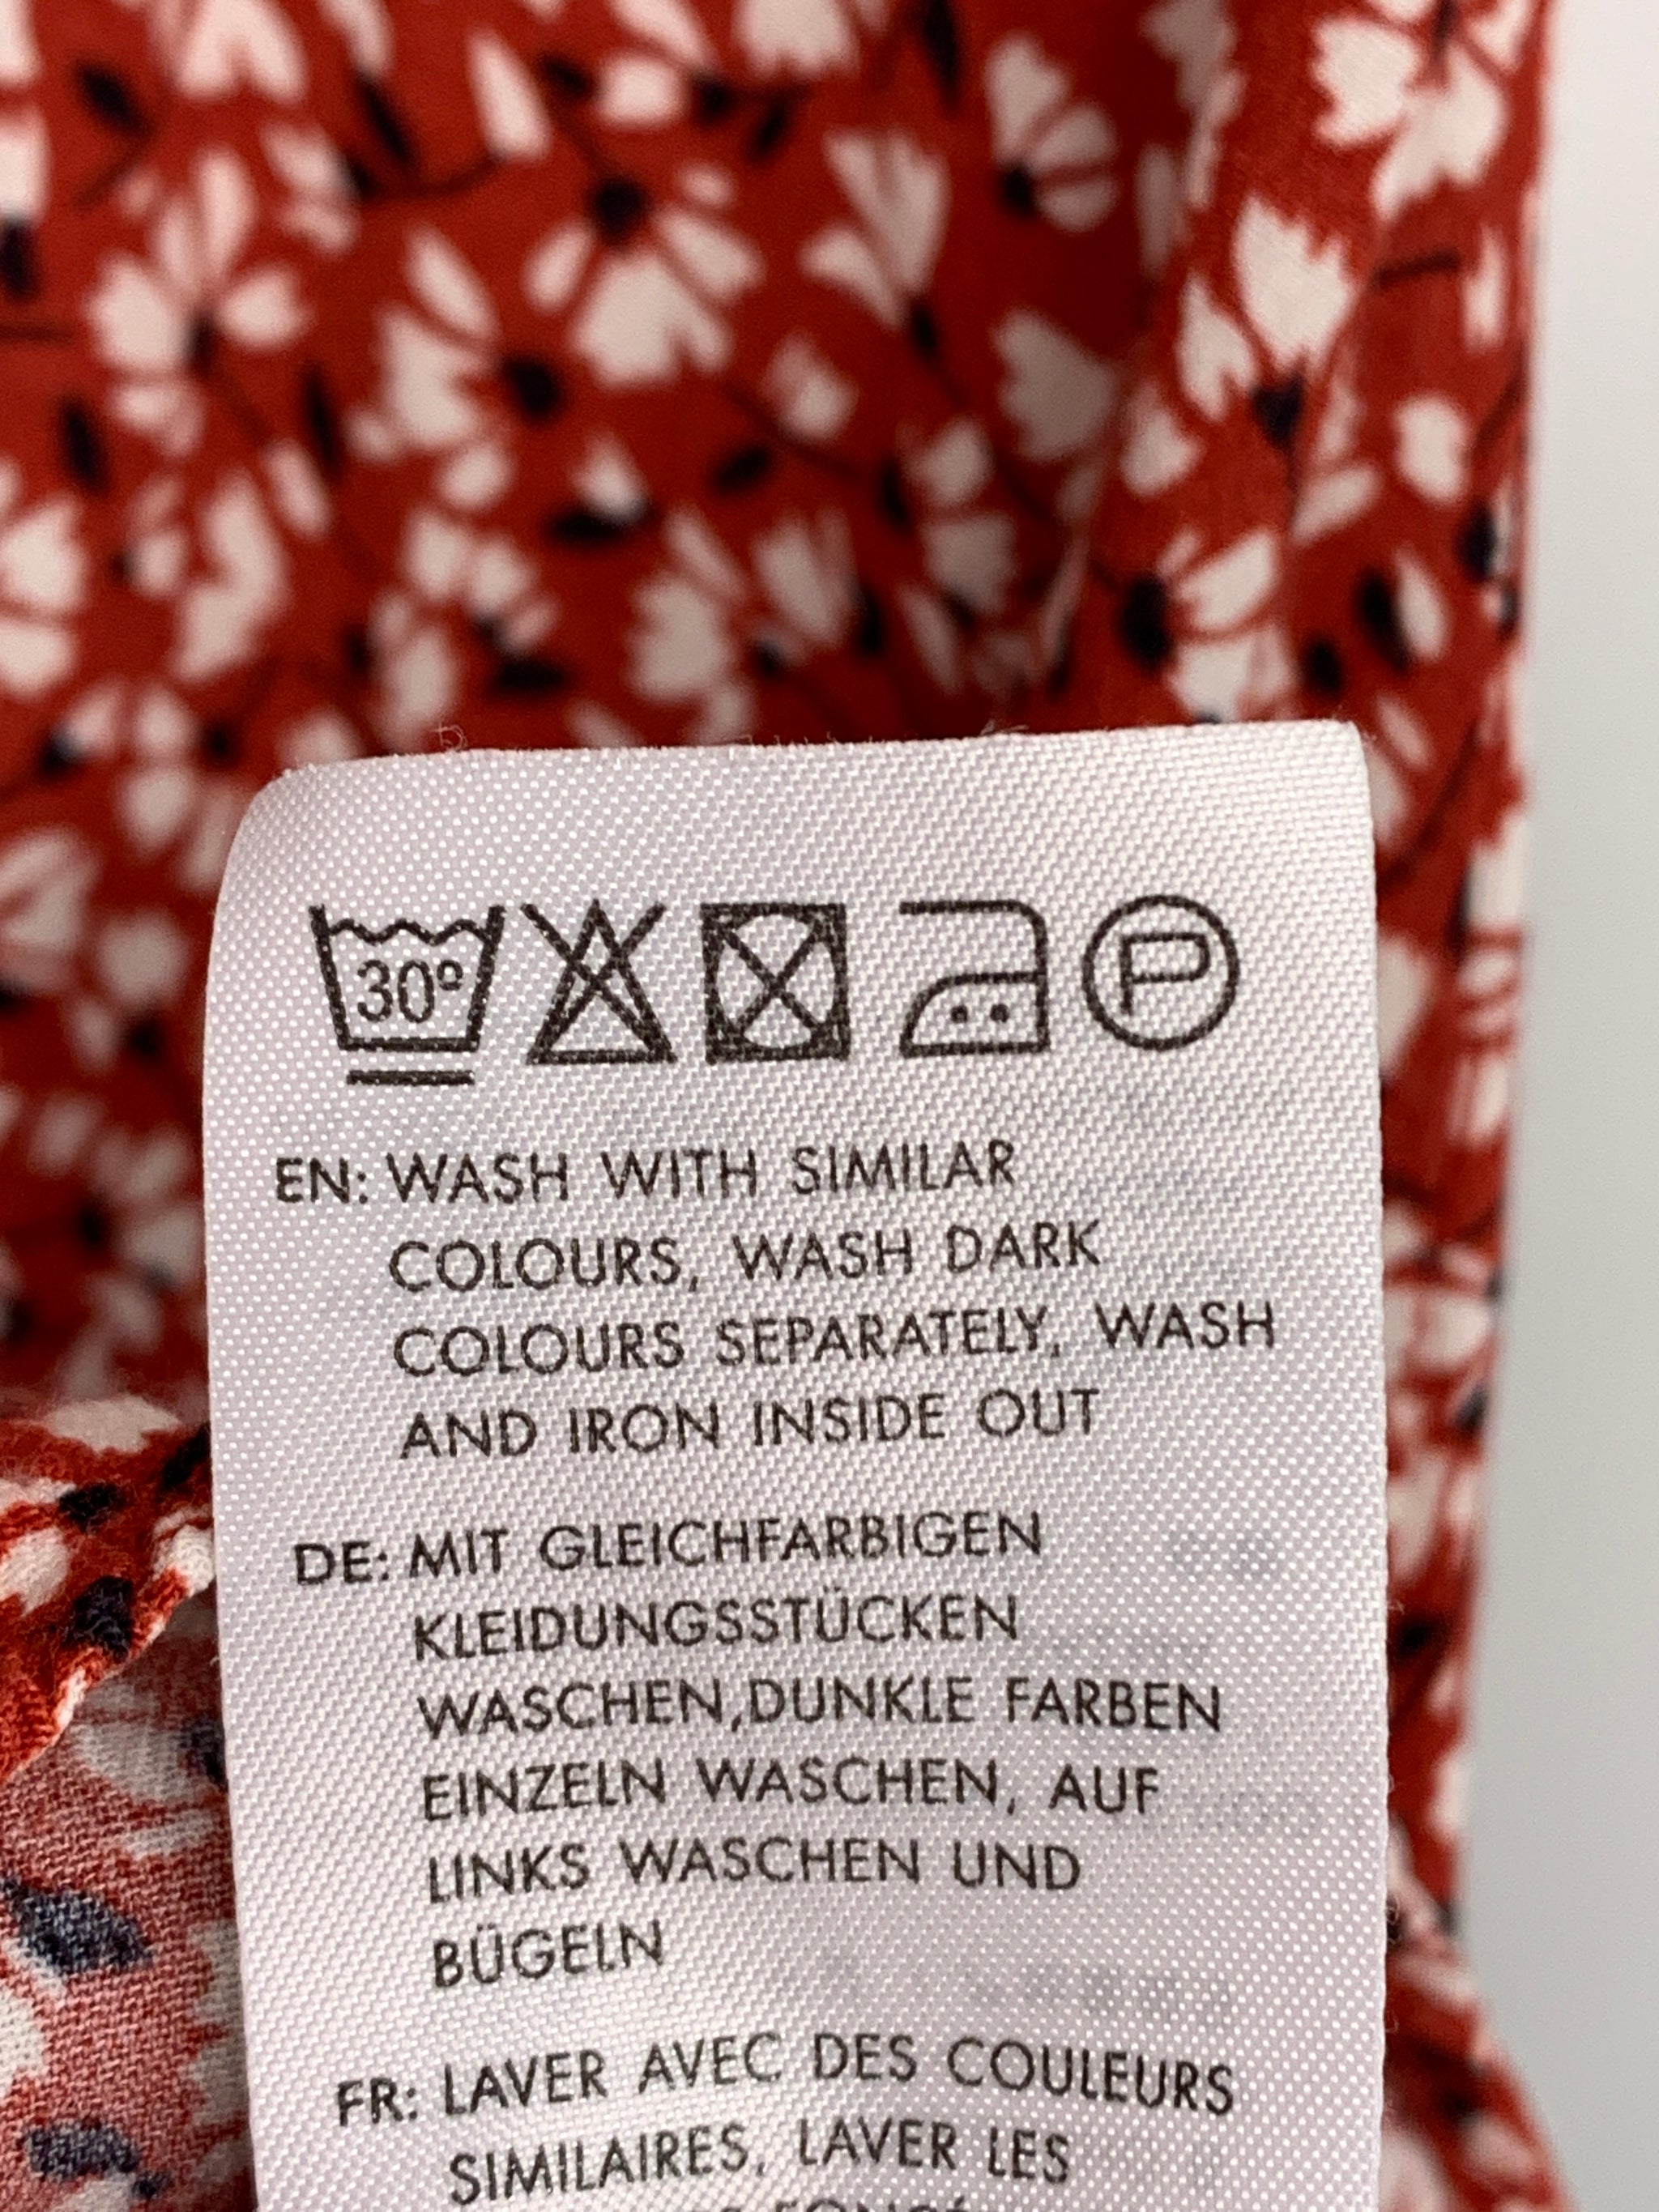 30º
P
EN: WASH WITH SIMILAR
COLOURS, WASH DARK
COLOURS SEPARATELY, WASH
AND IRON INSIDE OUT
DE: MIT GLEICHFARBIGEN
KLEIDUNGSSTÜCKEN
WASCHEN,DUNKLE FARBEN
EINZELN WASCHEN, AUF
LINKS WASCHEN UND
BÜGELN
FR: LAVER AVEC DES COULEURS
SIMILAIRES, LAVER LES